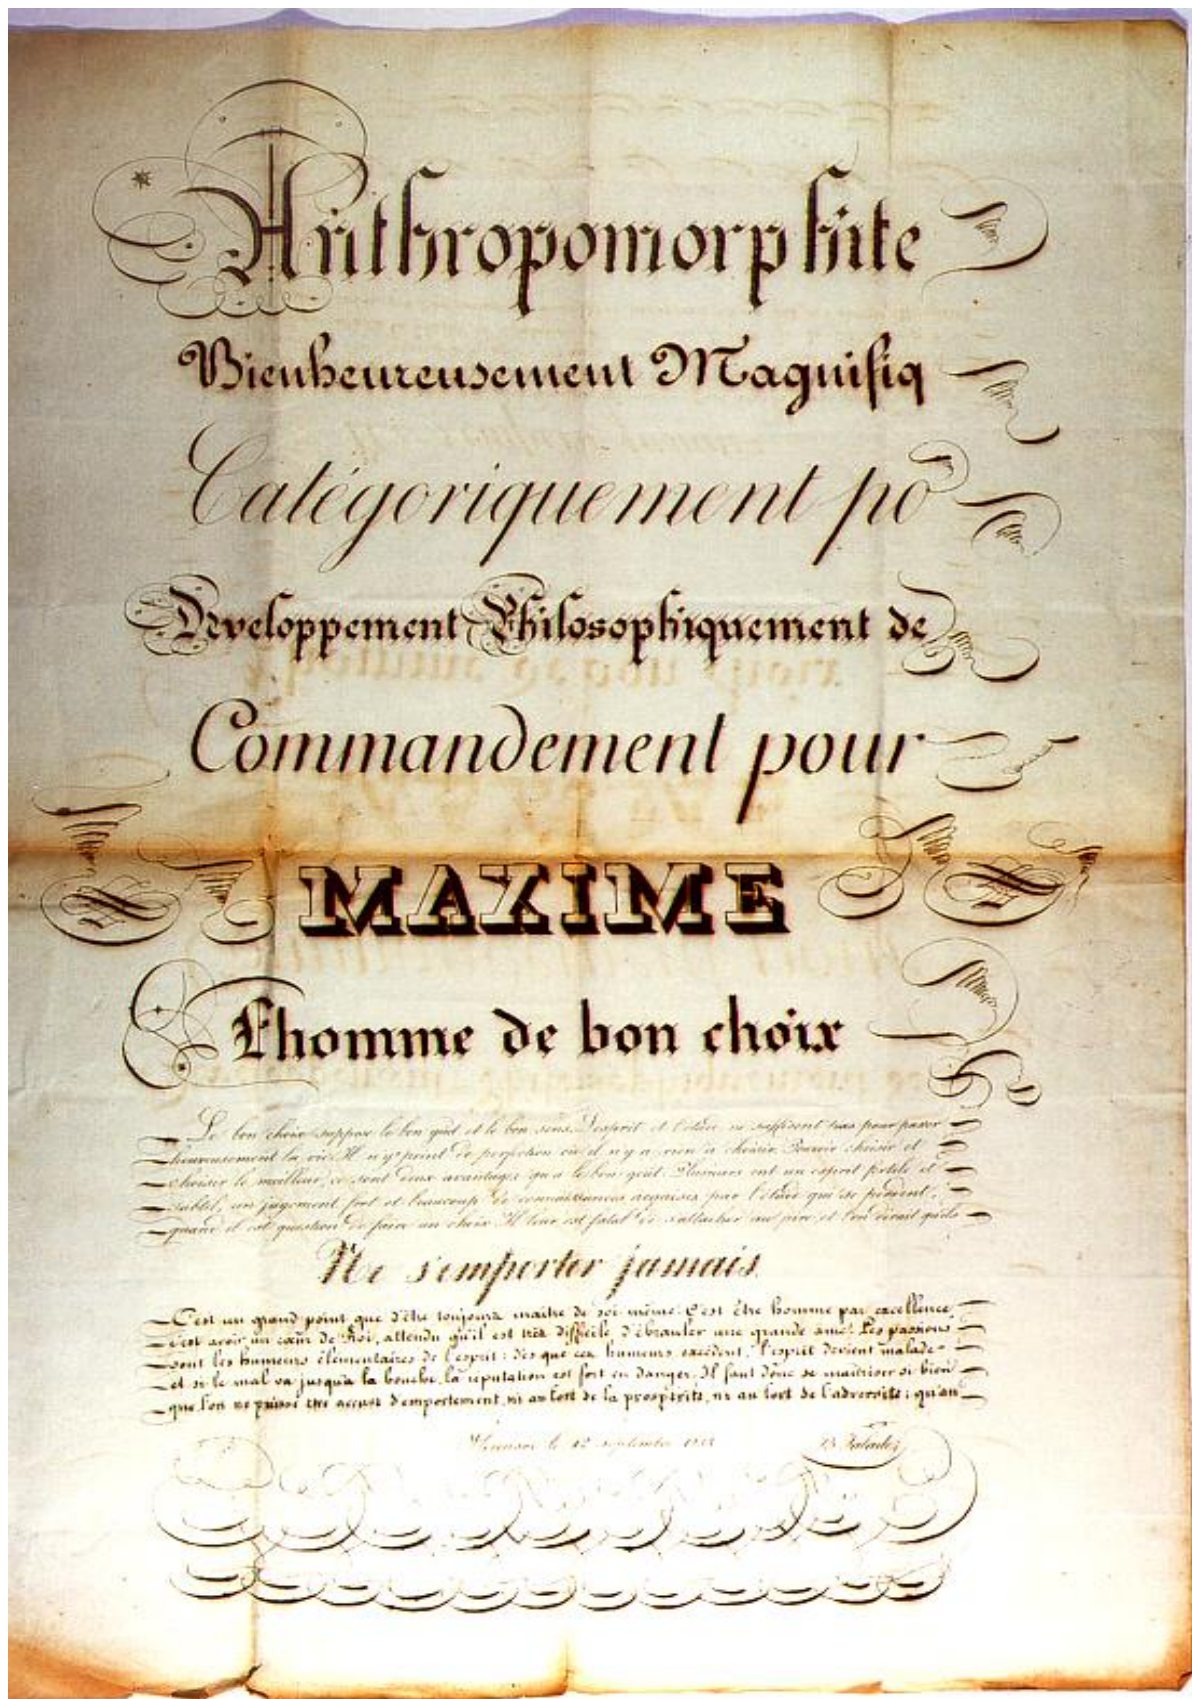 Anthropomorphite
Bienheureusement Magnifiq
Catégoriquement po
Developpement Philosophiquement de
Commandement pour
MAXIME
L'homme de bon choix
Le bon choix suppose le bon goût et le bon sens. L'esprit et l'étude ne suffisent pas pour passer
heureusement la vie. Il n'y a point de perfection où il n'y a rien à choisir. Pouvoir choisir et
choisir le meilleur, ce sont deux avantages qu'a le bon goût. Plusieurs ont un esprit fertile et
subtil, un jugement fort et beaucoup de connaissances acquises par l'étude qui se perdent,
quand il est question de faire un choix. Il leur est fatal de s'attacher au pire et l'on dirait qu'ils
Ne s'emporter jamais.
C'est un grand point que d'être toujours maître de soi-même. C'est être homme par excellence
c'est avoir un cœur de Roi, attendu qu'il est très difficile d'ébranler une grande ame. Les passions
sont les humeurs élementaires de l'esprit: dès que ces humeurs excédent, l'esprit devient malade
et si le mal va jusqu'à la bouche, la réputation est fort en danger. Il faut donc se maîtriser si bien
que l'on ne puisse être accusé d'emportement, ni au fort de la prospérité, ni au fort de l'adversité; qu'au
le 12 septembre